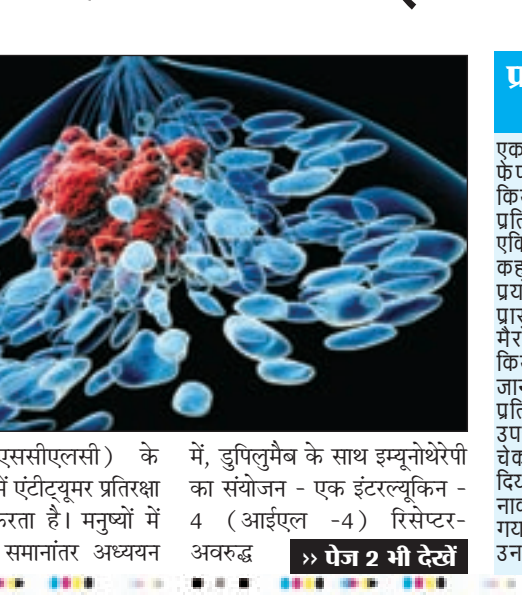 एससीएलसी) के
में एंटीट्यूमर प्रतिरक्षा
करता है। मनुष्यों में
समानांतर अध्ययन
में, डुपिलुमैब के साथ इम्यूनोथेरेपी
का संयोजन - एक इंटरल्यूकिन -
4 (आईएल -4) रिसेप्टर-
अवरुद्ध
›› पेज 2 भी देखें
एक
किय
प्रति
कह
प्रय
प्रास
मैर
किय
जान
प्रति
उप
चेक
दिय
नाव
गय
उन